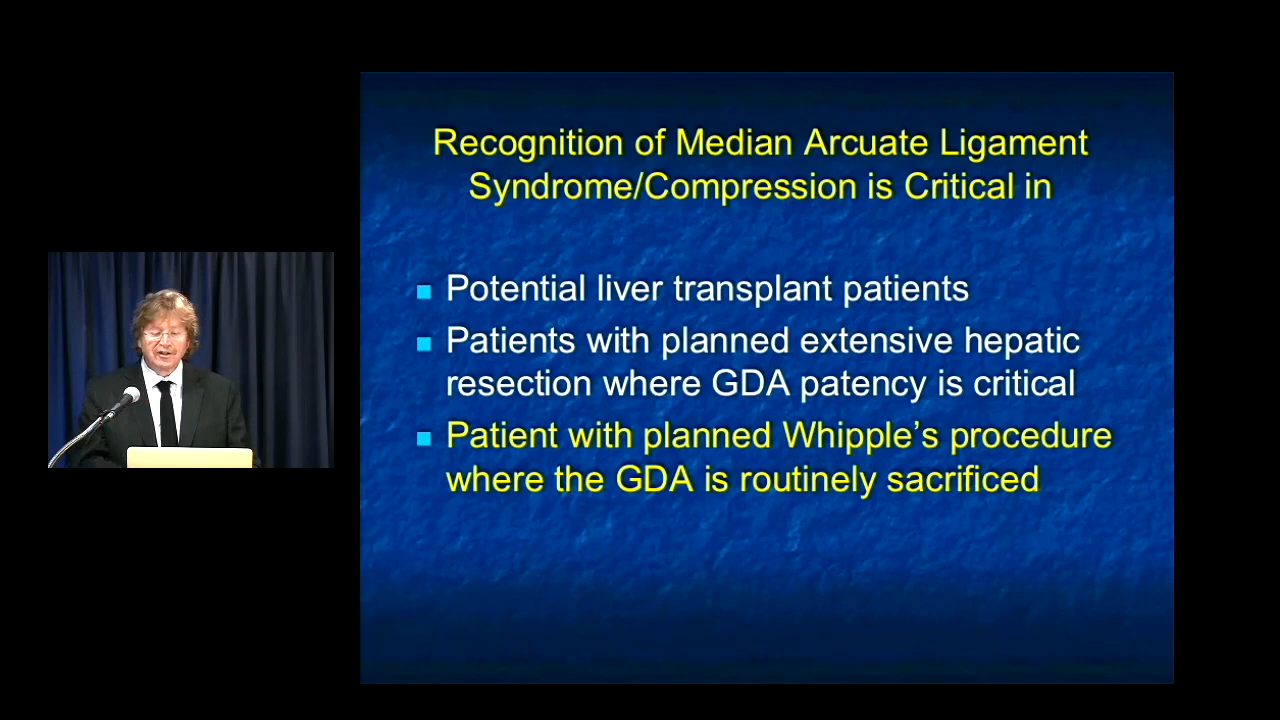 Recognition of Median Arcuate Ligament
Syndrome/Compression is Critical in
Potential liver transplant patients
Patients with planned extensive hepatic
resection where GDA patency is critical
Patient with planned Whipple’s procedure
where the GDA is routinely sacrificed